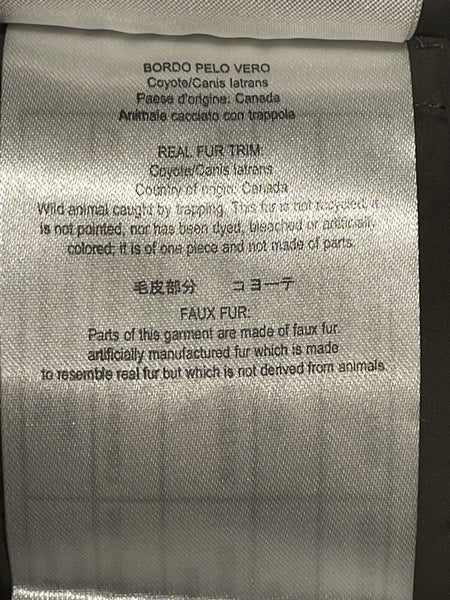 BORDO PELO VERO
Coyote/Canis latrans
Paese d'origine: Canada
Animale cacciato con trappola
REAL FUR TRIM:
Coyote/Canis latrans
Country of origin: Canada
Wild animal caught by trapping. This fur is not recycled, it
is not pointed, nor has been dyed, bleached or artificially
colored; it is of one piece and not made of parts.
毛皮部分 コヨーテ
FAUX FUR:
Parts of this garment are made of faux fur.
artificially manufactured fur which is made
to resemble real fur but which is not derived from animals.